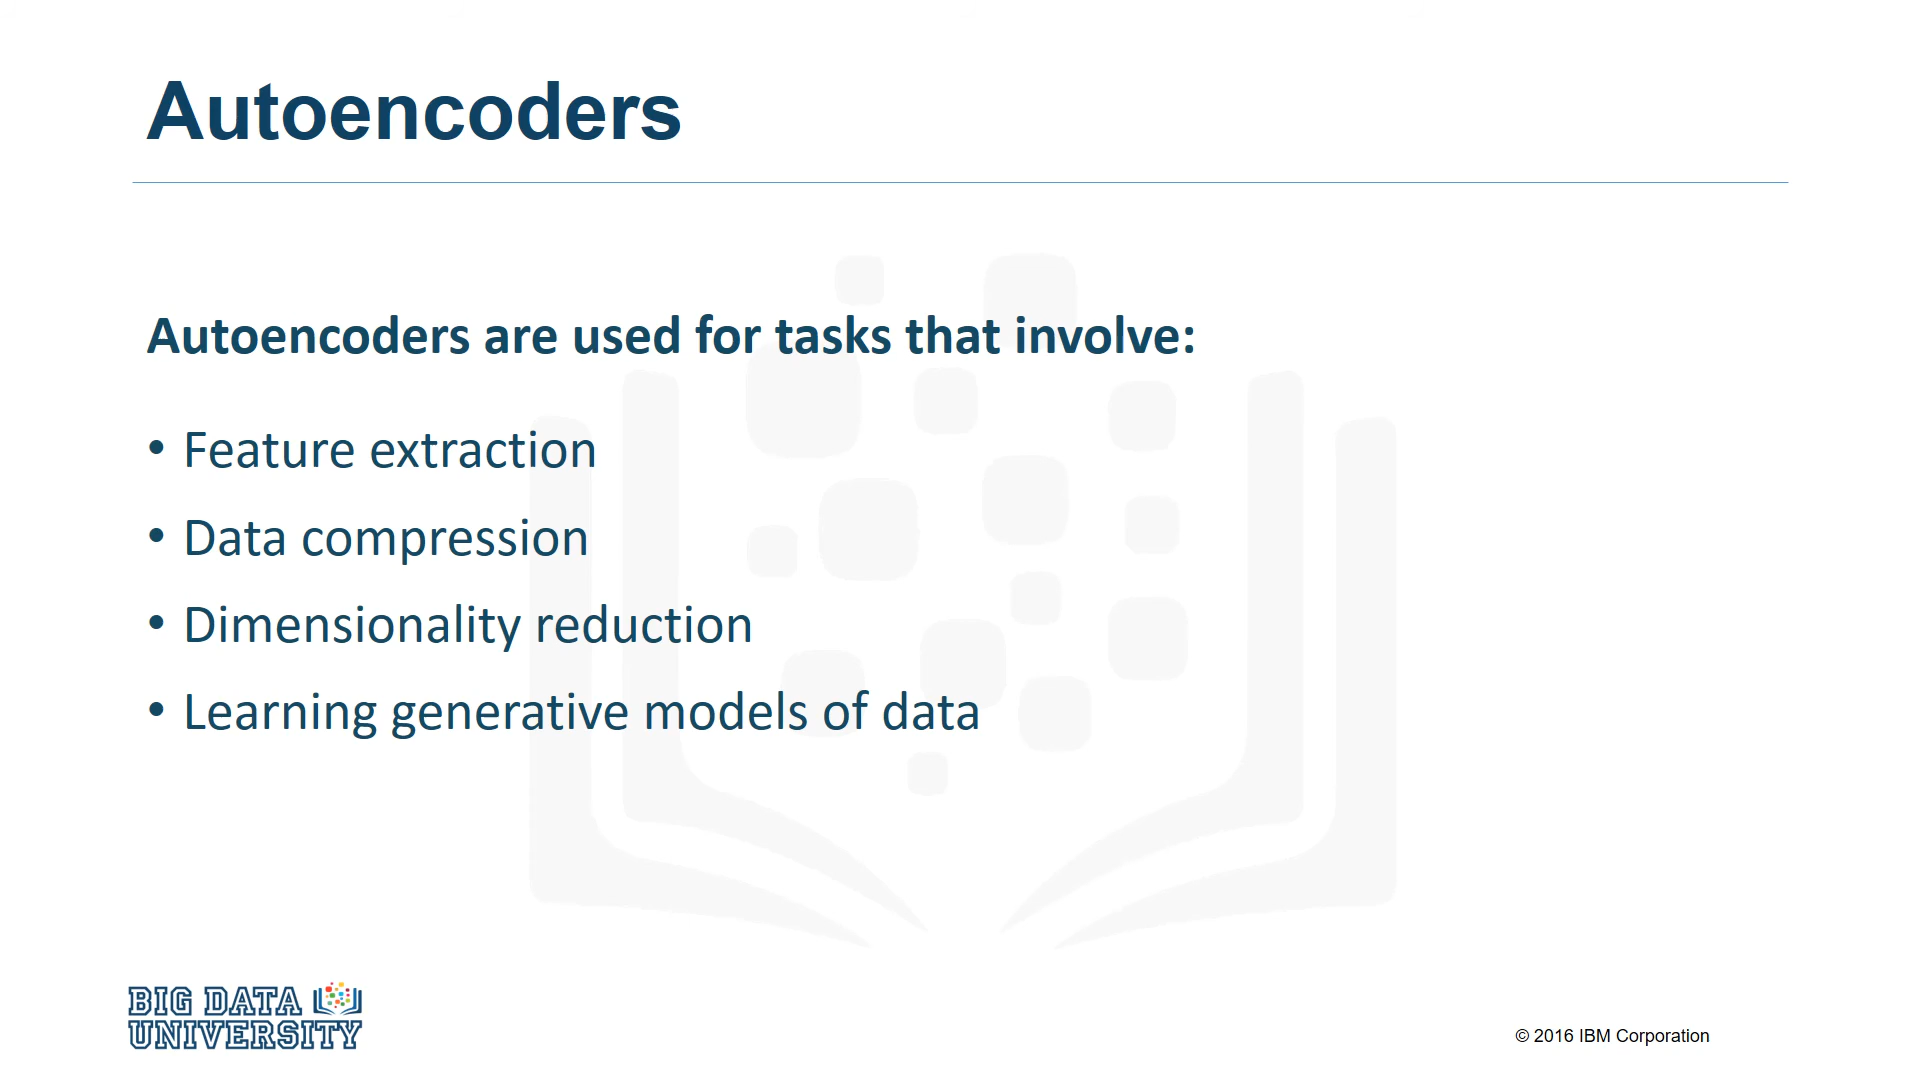 Autoencoders
Autoencoders are used for tasks that involve:
• Feature extraction
• Data compression
• Dimensionality reduction
• Learning generative models of data
BIG DATA
UNIVERSITY
© 2016 IBM Corporation